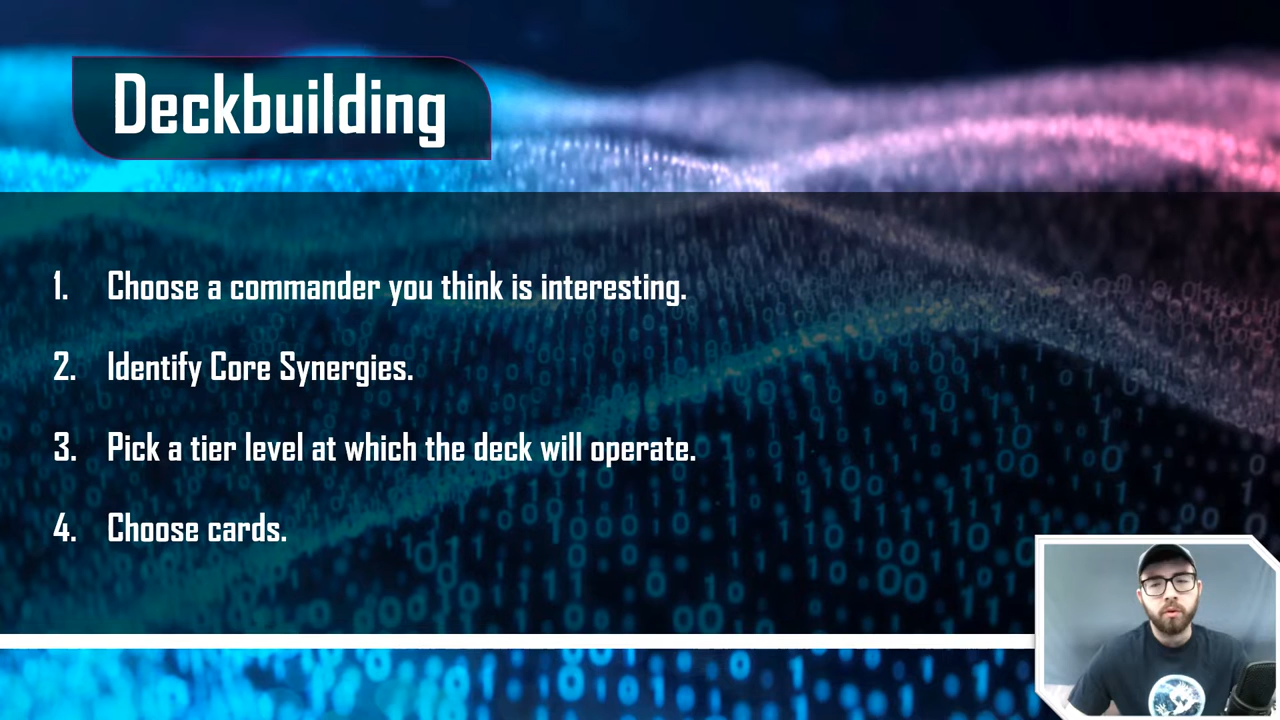 Deckbuilding
1. Choose a commander you think is interesting.
2. Identify Core Synergies.
3. Pick a tier level at which the deck will operate.
4. Choose cards.